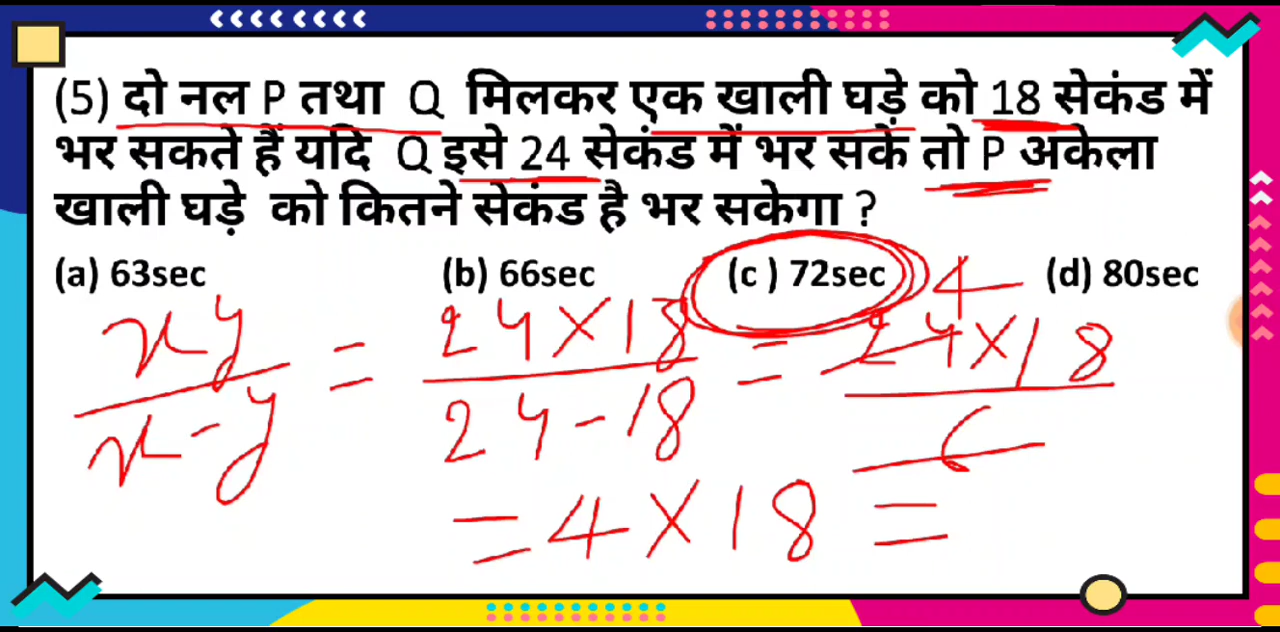 (5) दो नल P तथा Q मिलकर एक खाली घड़े को 18 सेकंड में
भर सकते हैं यदि Q इसे 24 सेकंड में भर सकें तो P अकेला
खाली घड़े को कितने सेकंड है भर सकेगा ?
(a) 63sec (b) 66sec (c ) 72sec (d) 80sec
xy/x-y = 24×18/24-18 = 4 24×18/6
= 4×18 =